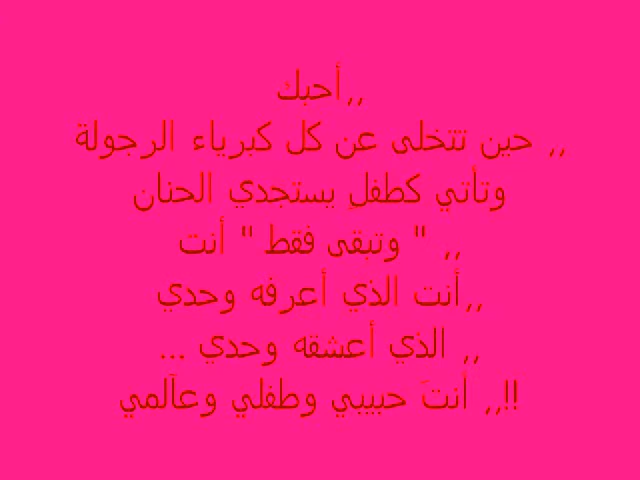 ,,أحبك
,, حين تتخلى عن كل كبرياء الرجولة
وتأتي كطفلِ يستجدي الحنان
,, " وتبقى فقط " أنت
,,أنت الذي أعرفه وحدي
,, الذي أعشقه وحدي ...
!!,, أنتَ حبيبي وطفلي وعآلمي